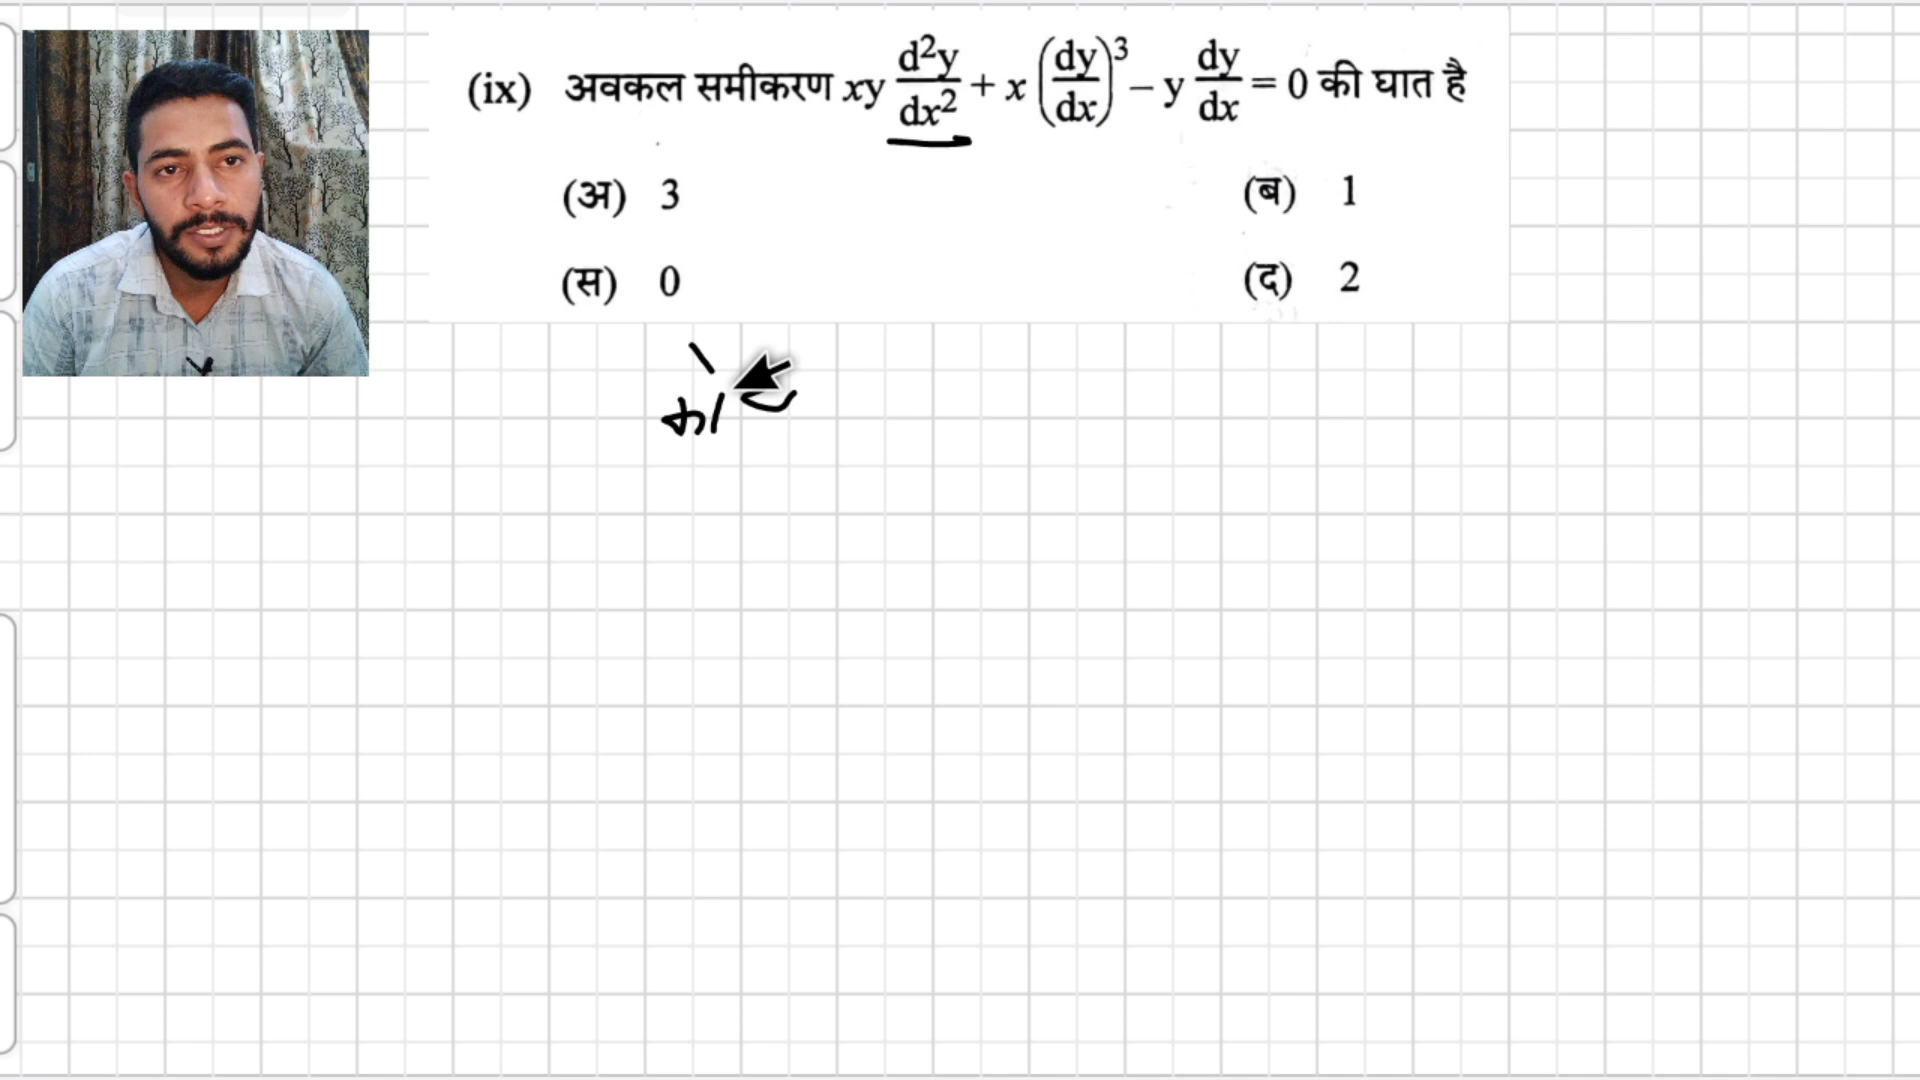 (ix) अवकल समीकरण xy d²y/dx² + x (dy/dx)³ – y dy/dx = 0 की घात है
(अ) 3 (ब) 1
(स) 0 (द) 2